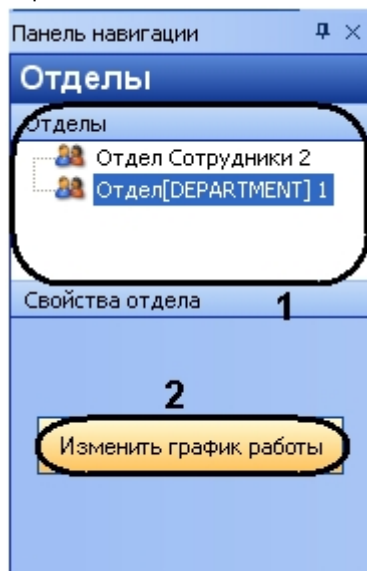 Панель навигации
Отделы
Отделы
Отдел Сотрудники 2
Отдел[DEPARTMENT] 1
Свойства отдела
1
2
Изменить график работы